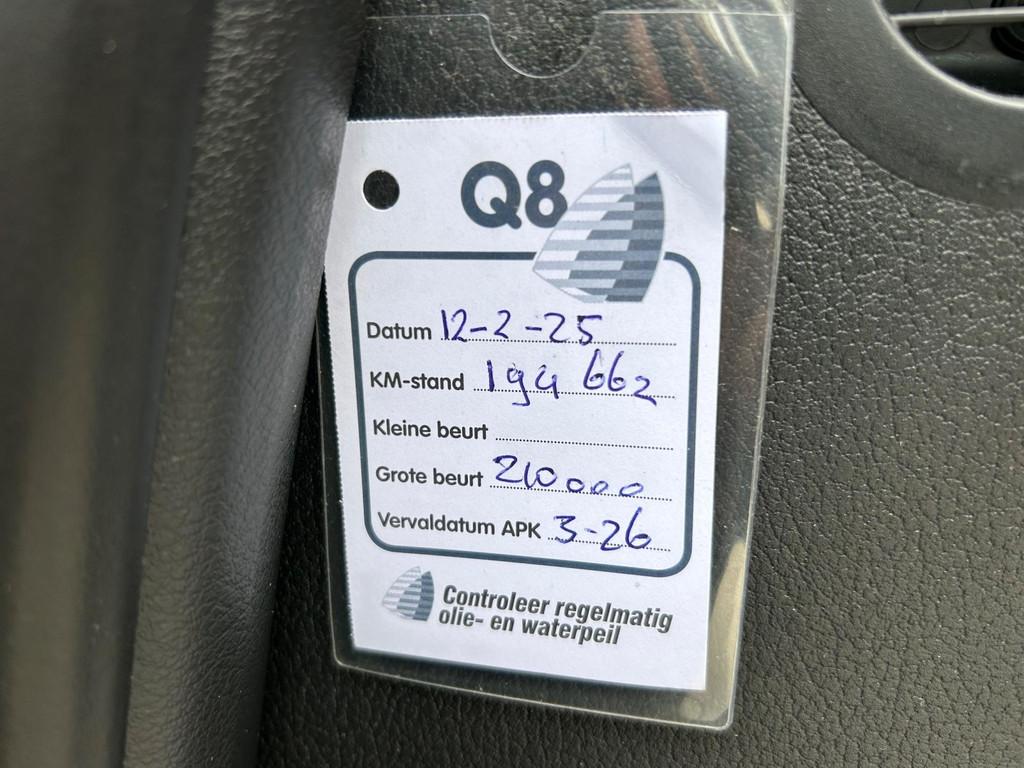 Q8
Datum 12-2-25
KM-stand 194 662
Kleine beurt
Grote beurt 210000
Vervaldatum APK 3-26
Controleer regelmatig
olie- en waterpeil